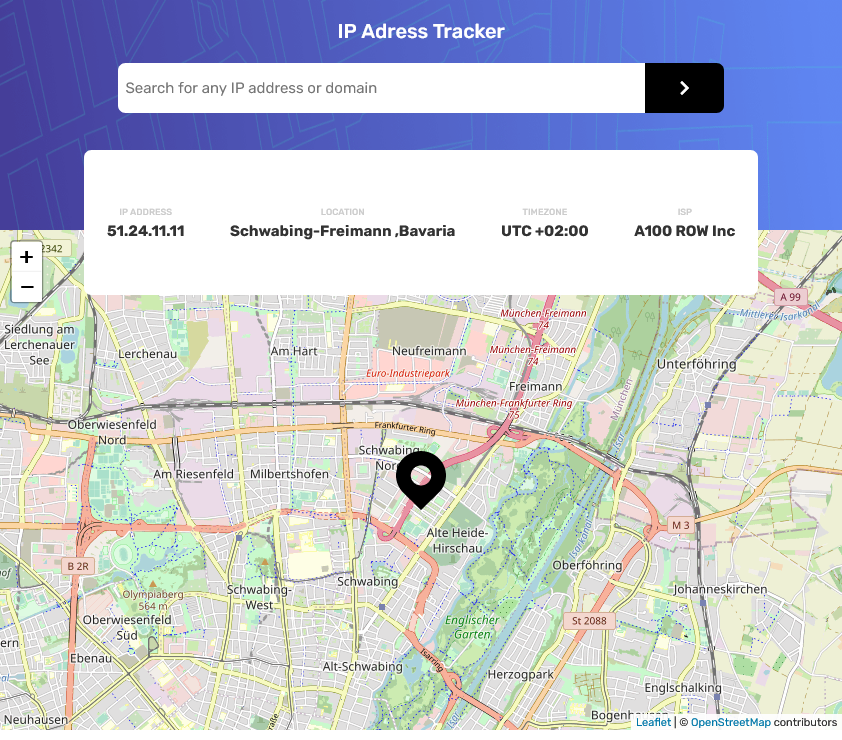 IP Adress Tracker
Search for any IP address or domain
IP ADDRESS
51.24.11.11
LOCATION
Schwabing-Freimann ,Bavaria
TIMEZONE
UTC +02:00
ISP
A100 ROW Inc
+
−
2342
A 99
Mittlerer Isarkanal
Siedlung am
Lerchenauer
See
Lerchenau
Am Hart
Neufreimann
München-Freimann
74
München-Freimann
74
Unterföhring
Euro-Industriepark
Freimann
München
München-Frankfurter Ring
75
Oberwiesenfeld
Nord
Frankfurter Ring
Schwabing-
Am Riesenfeld
Milbertshofen
M 3
Alte Heide-
Hirschau
B 2R
Oberföhring
Schwabing
Olympiaberg
564 m
Schwabing-
West
Johanneskirchen
Oberwiesenfeld
Süd
Englischer
Garten
St 2088
Ebenau
Alt-Schwabing
Isarring
Herzogpark
Englschalking
Neuhausen
Leaflet | © OpenStreetMap contributors